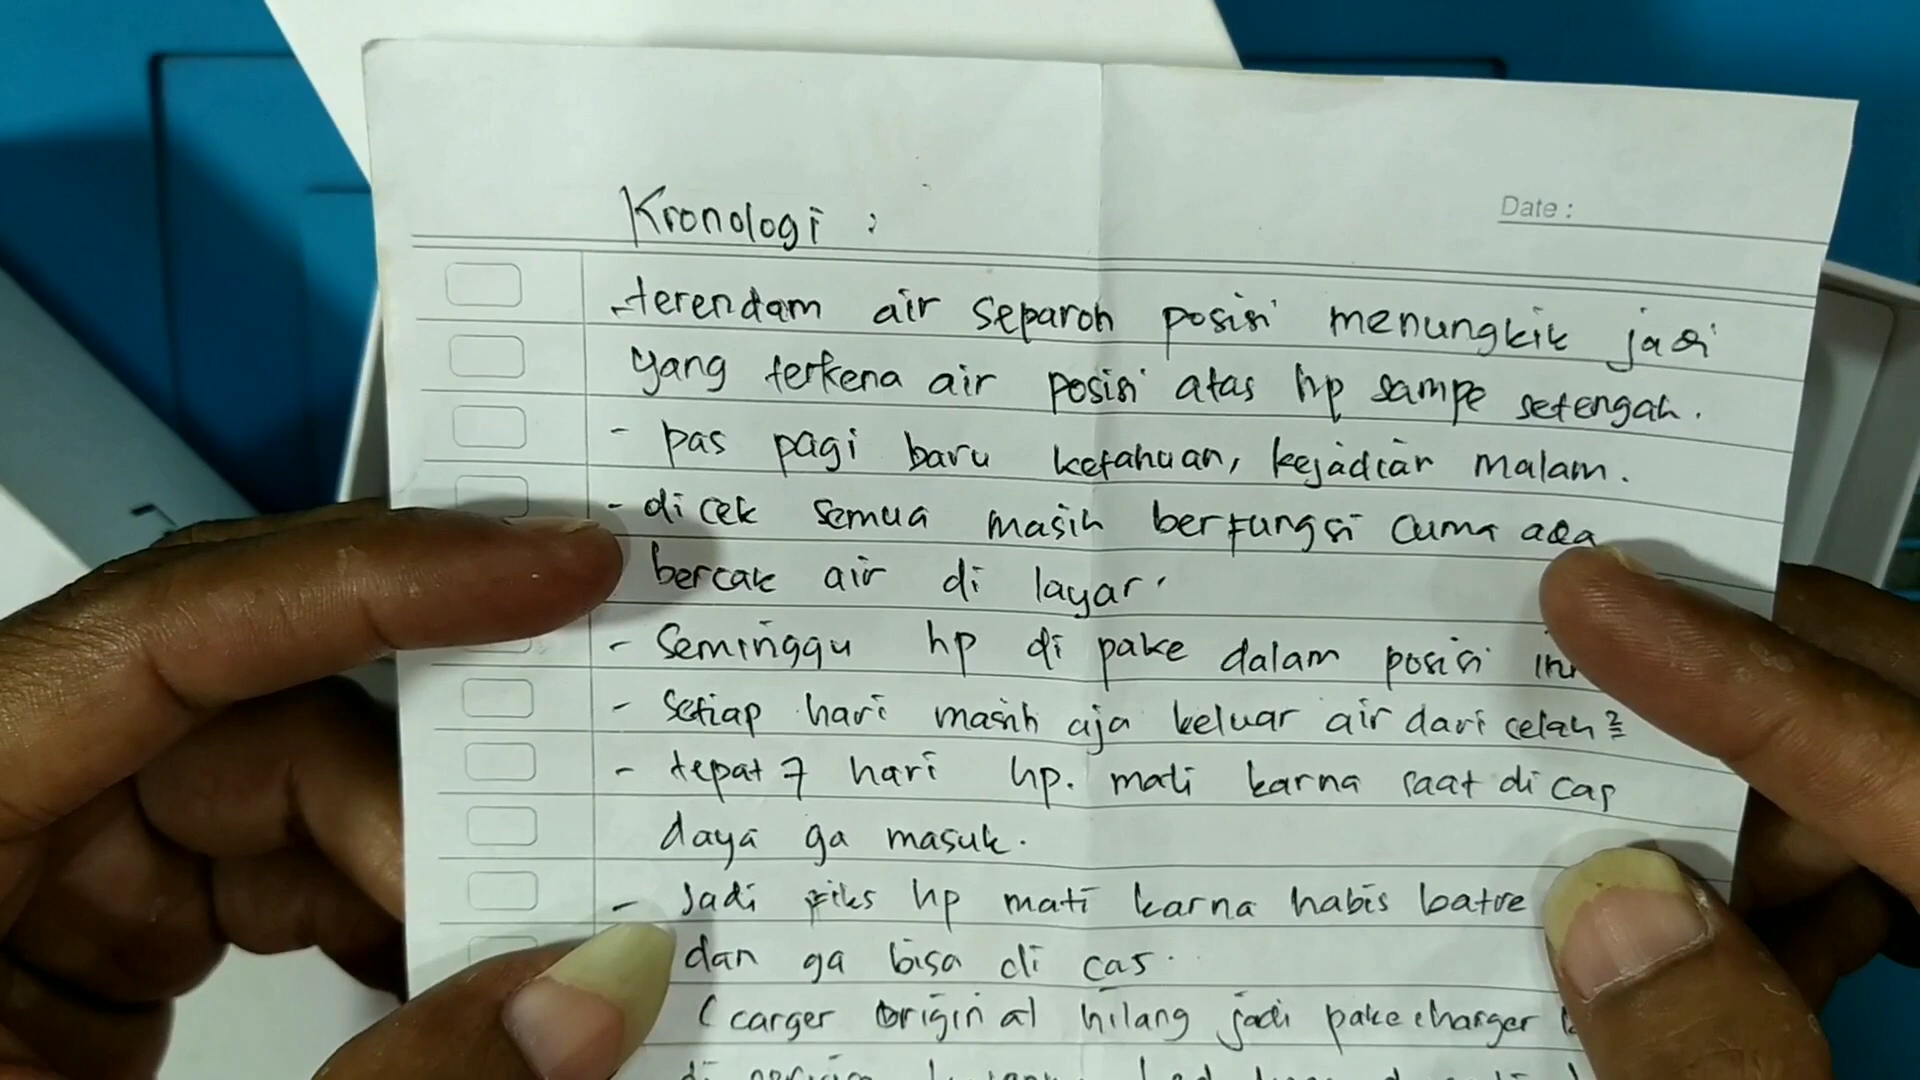 Kronologi :
Date :
-terendam air separoh posisi menungkik jadi
yang terkena air posisi atas hp sampe setengah.
- pas pagi baru ketahuan, kejadian malam.
- di cek semua masih berfungsi cuma ada
bercak air di layar.
- Seminggu hp di pake dalam posisi ini
- setiap hari masih aja keluar air dari celah2
- tepat 7 hari hp. mati karna saat di cas
daya ga masuk.
- Jadi fiks hp mati karna habis batre
dan ga bisa di cas.
( carger original hilang jadi pake charger